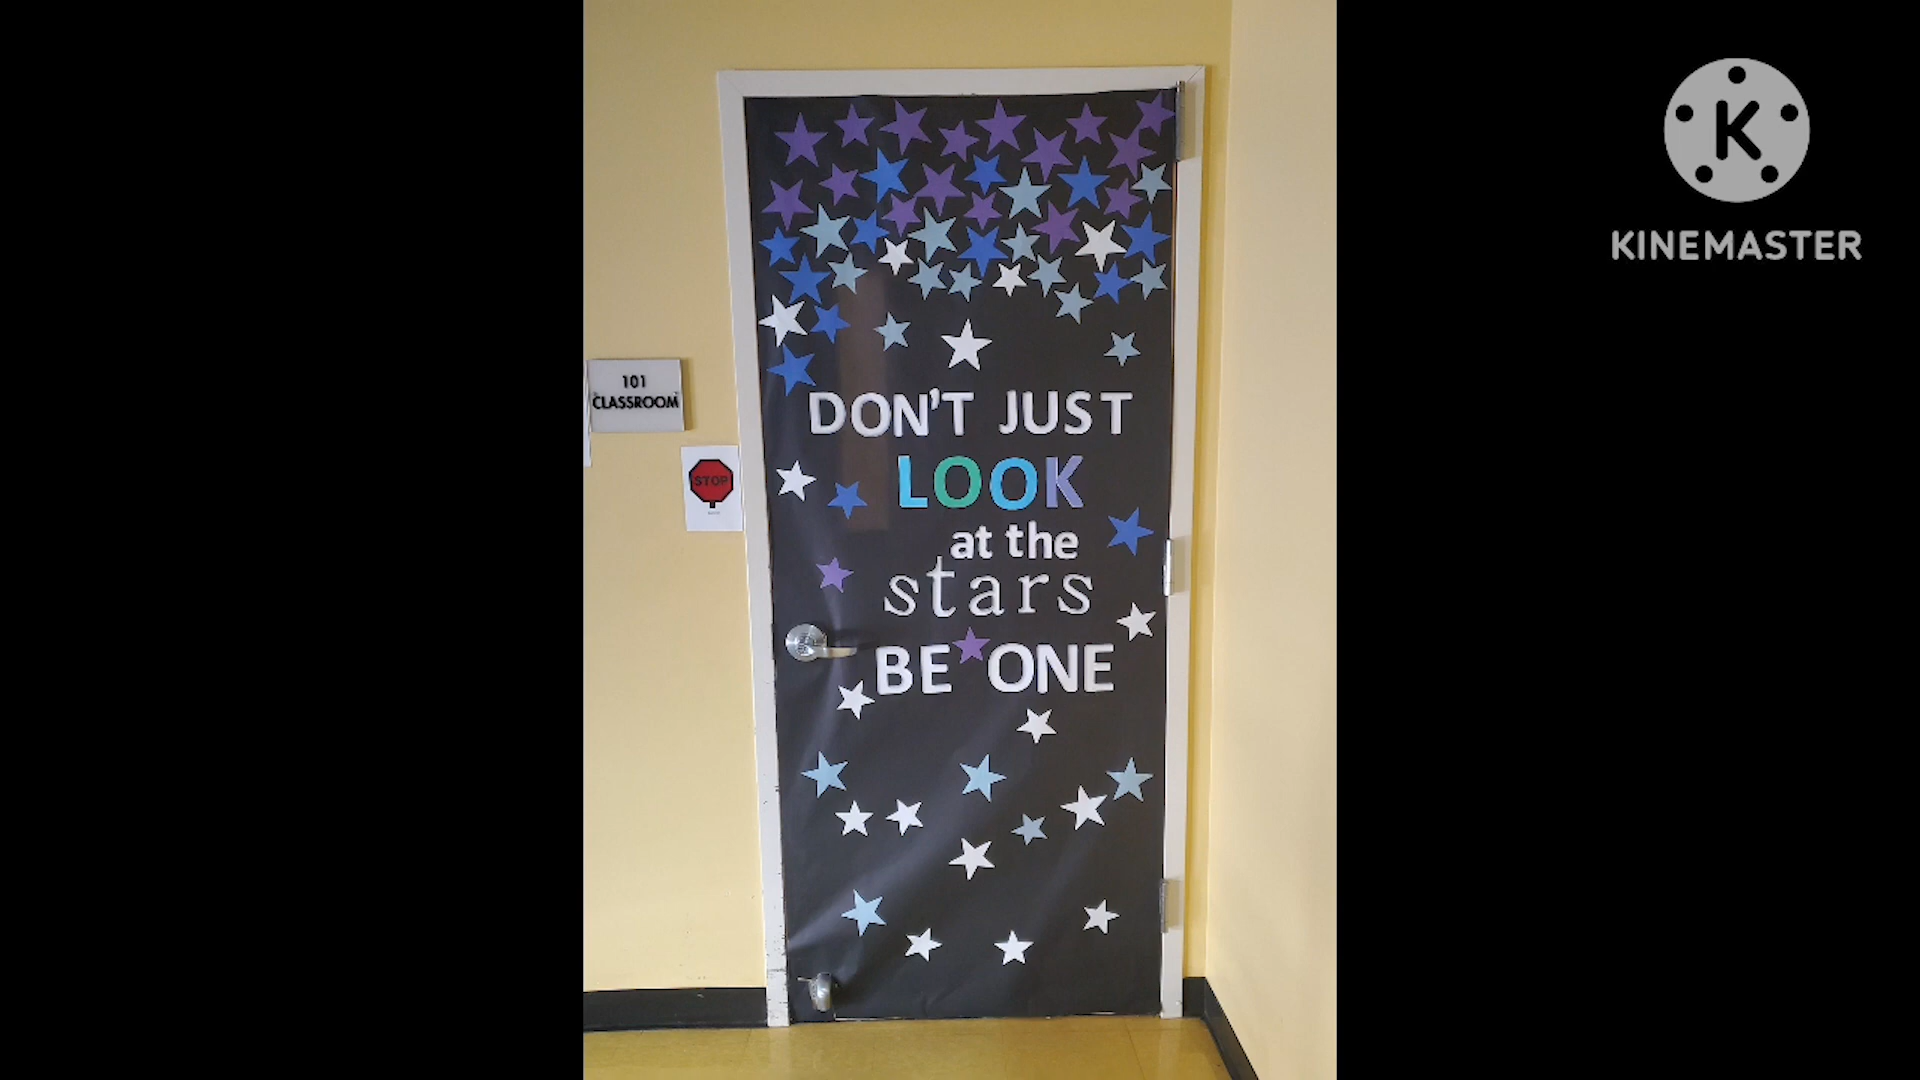 DON'T JUST
LOOK
at the
stars
BE ONE
101
CLASSROOM
STOP
K
KINEMASTER